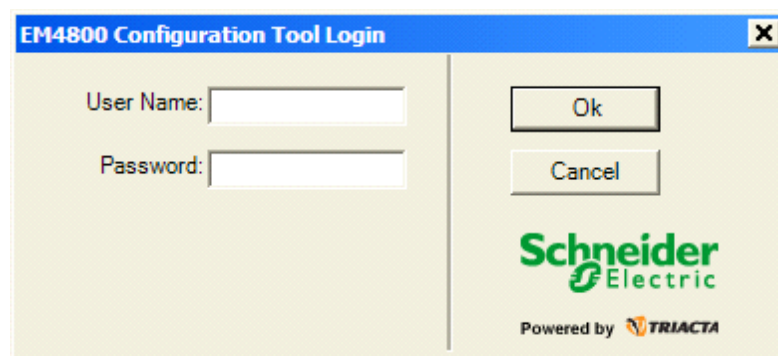 EM4800 Configuration Tool Login
User Name:
Ok
Password:
Cancel
Schneider
Electric
Powered by TRIACTA